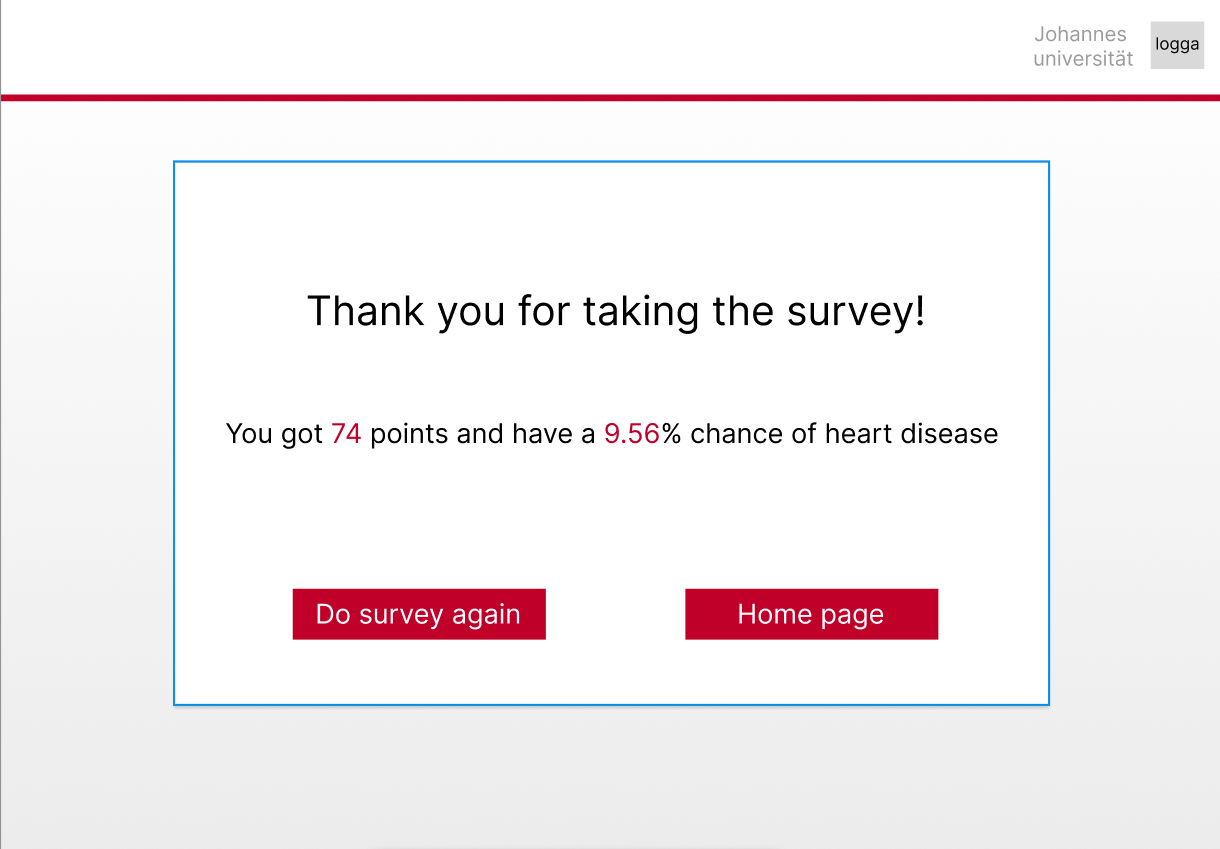 Johannes
universität
logga
Thank you for taking the survey!
You got 74 points and have a 9.56% chance of heart disease
Do survey again
Home page